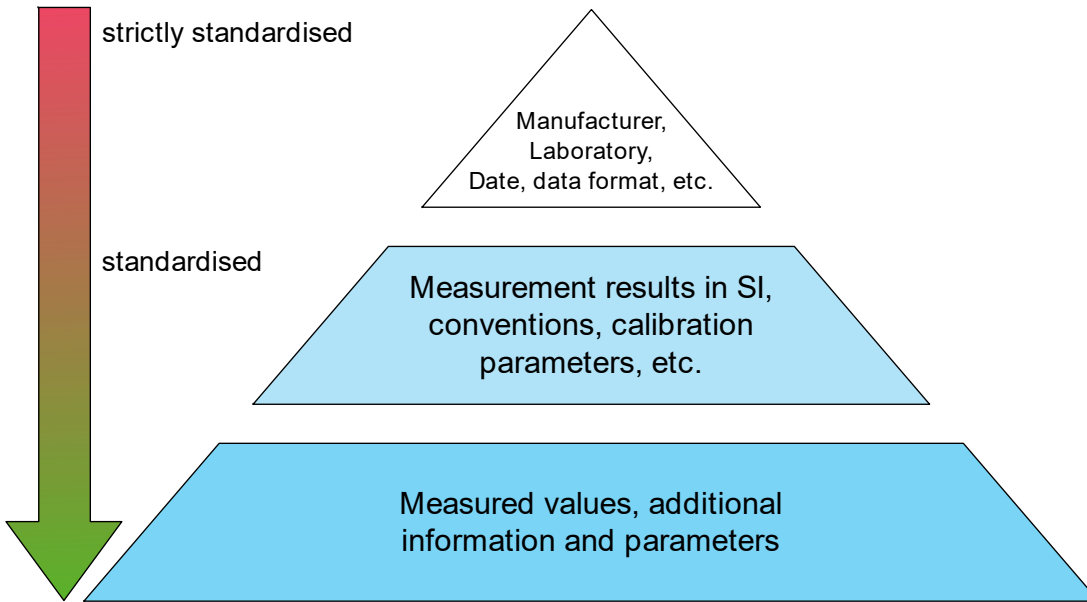 strictly standardised
Manufacturer,
Laboratory,
Date, data format, etc.
standardised
Measurement results in SI,
conventions, calibration
parameters, etc.
Measured values, additional
information and parameters